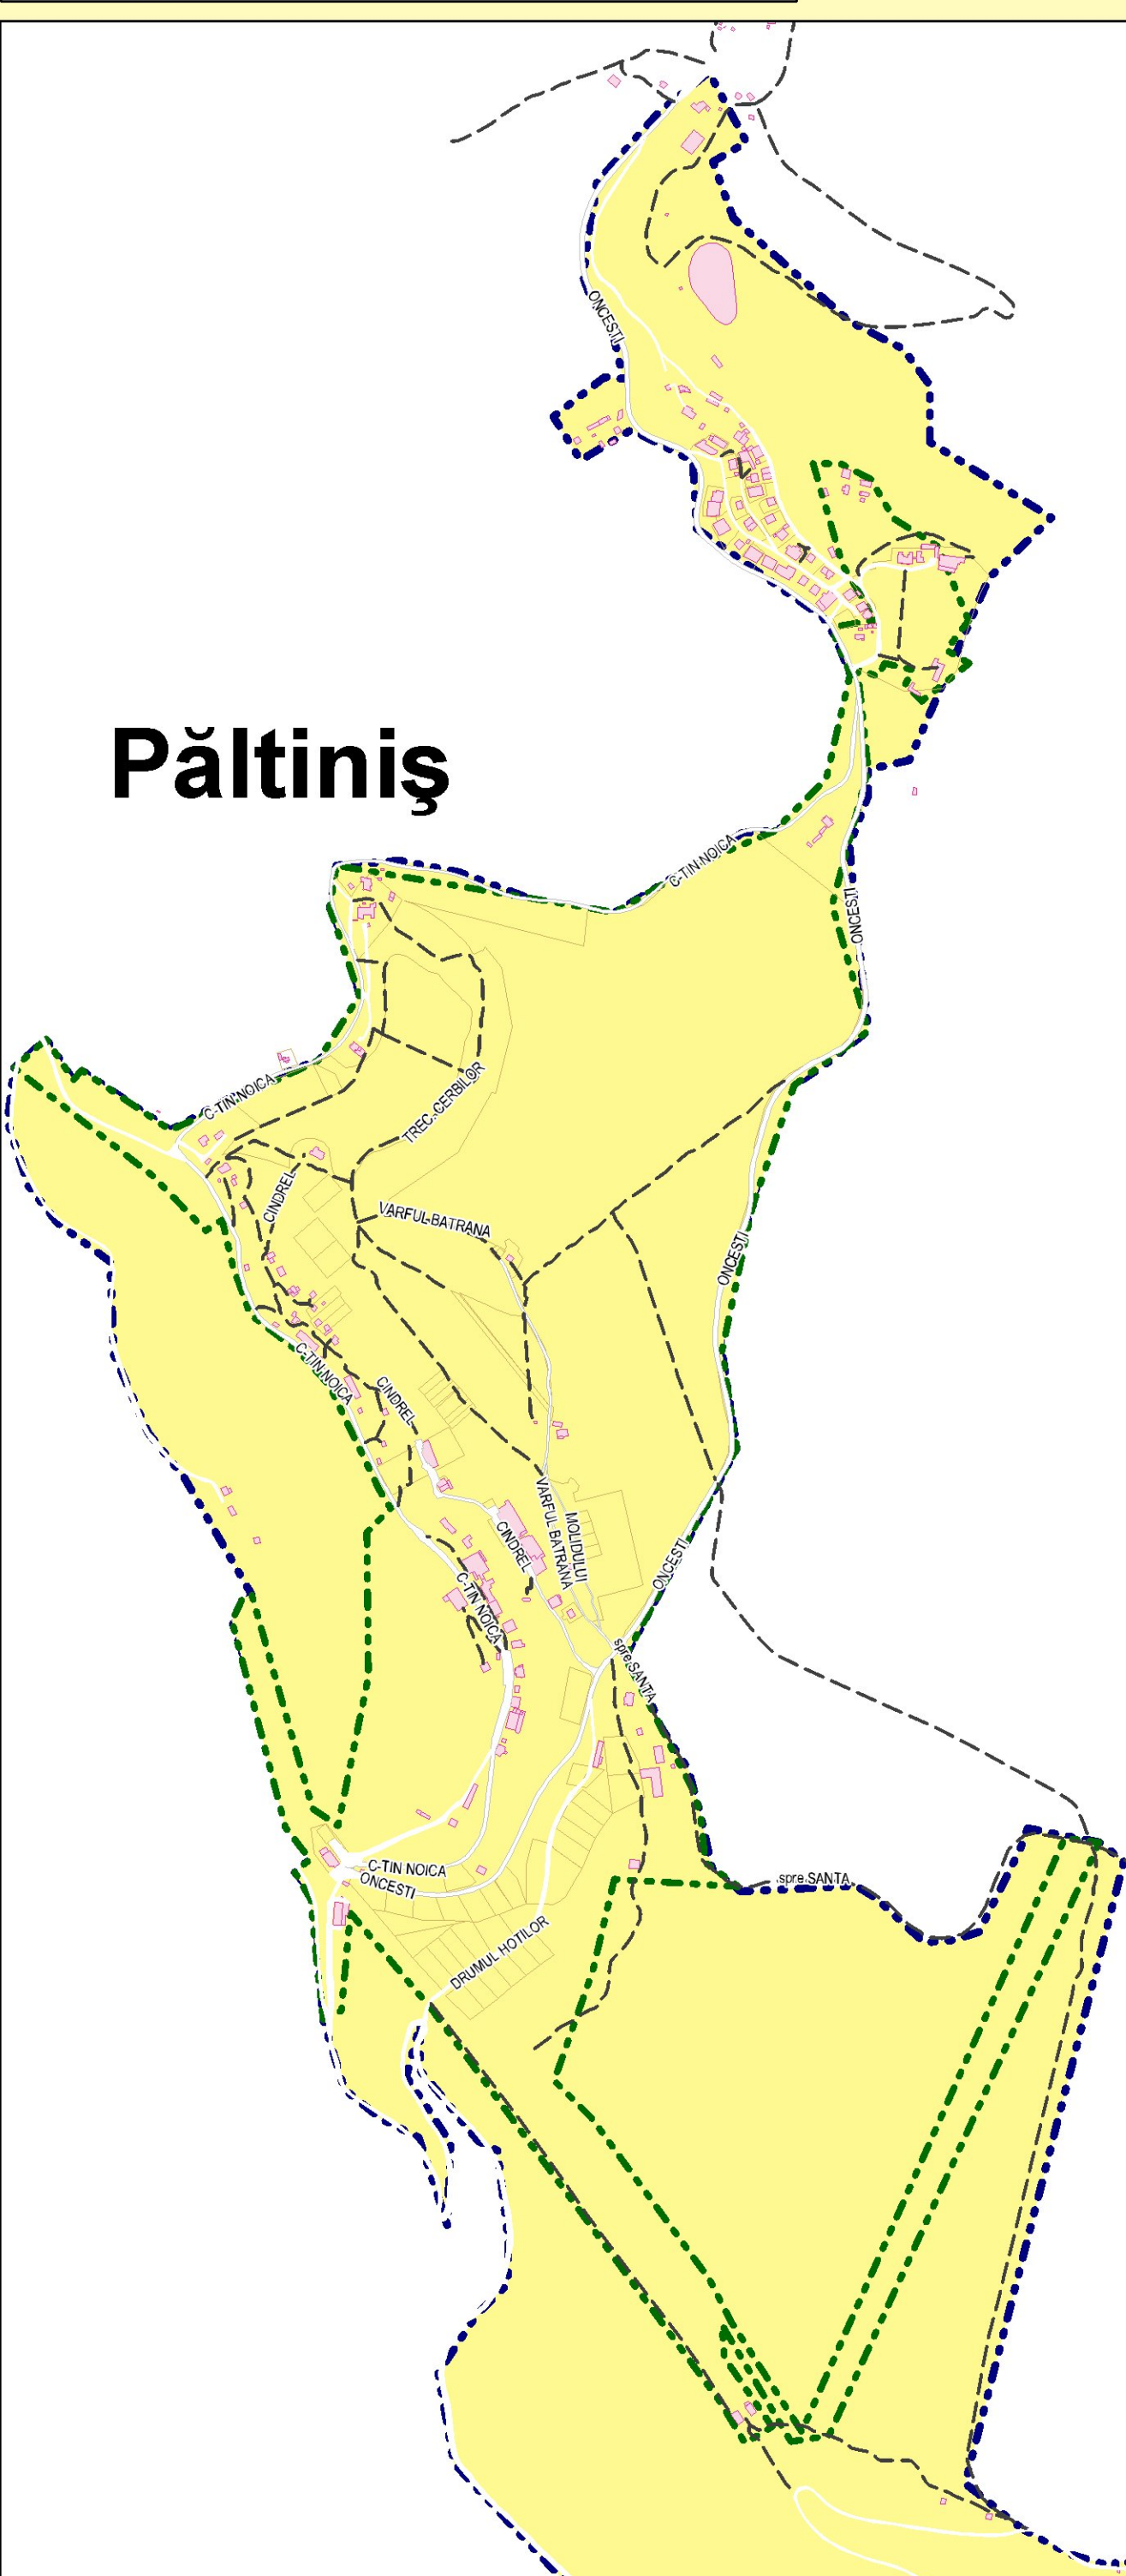 ONCESTI
Păltiniş
C-TIN NOICA
ONCESTI
C-TIN NOICA
TREC. CERBILOR
CINDREL
VARFUL BATRANA
ONCESTI
C-TIN NOICA
CINDREL
VARFUL BATRANA
MOLIDULUI
CINDREL
ONCESTI
C-TIN NOICA
spre SANTA
C-TIN NOICA
ONCESTI
spre SANTA
DRUMUL HOTILOR